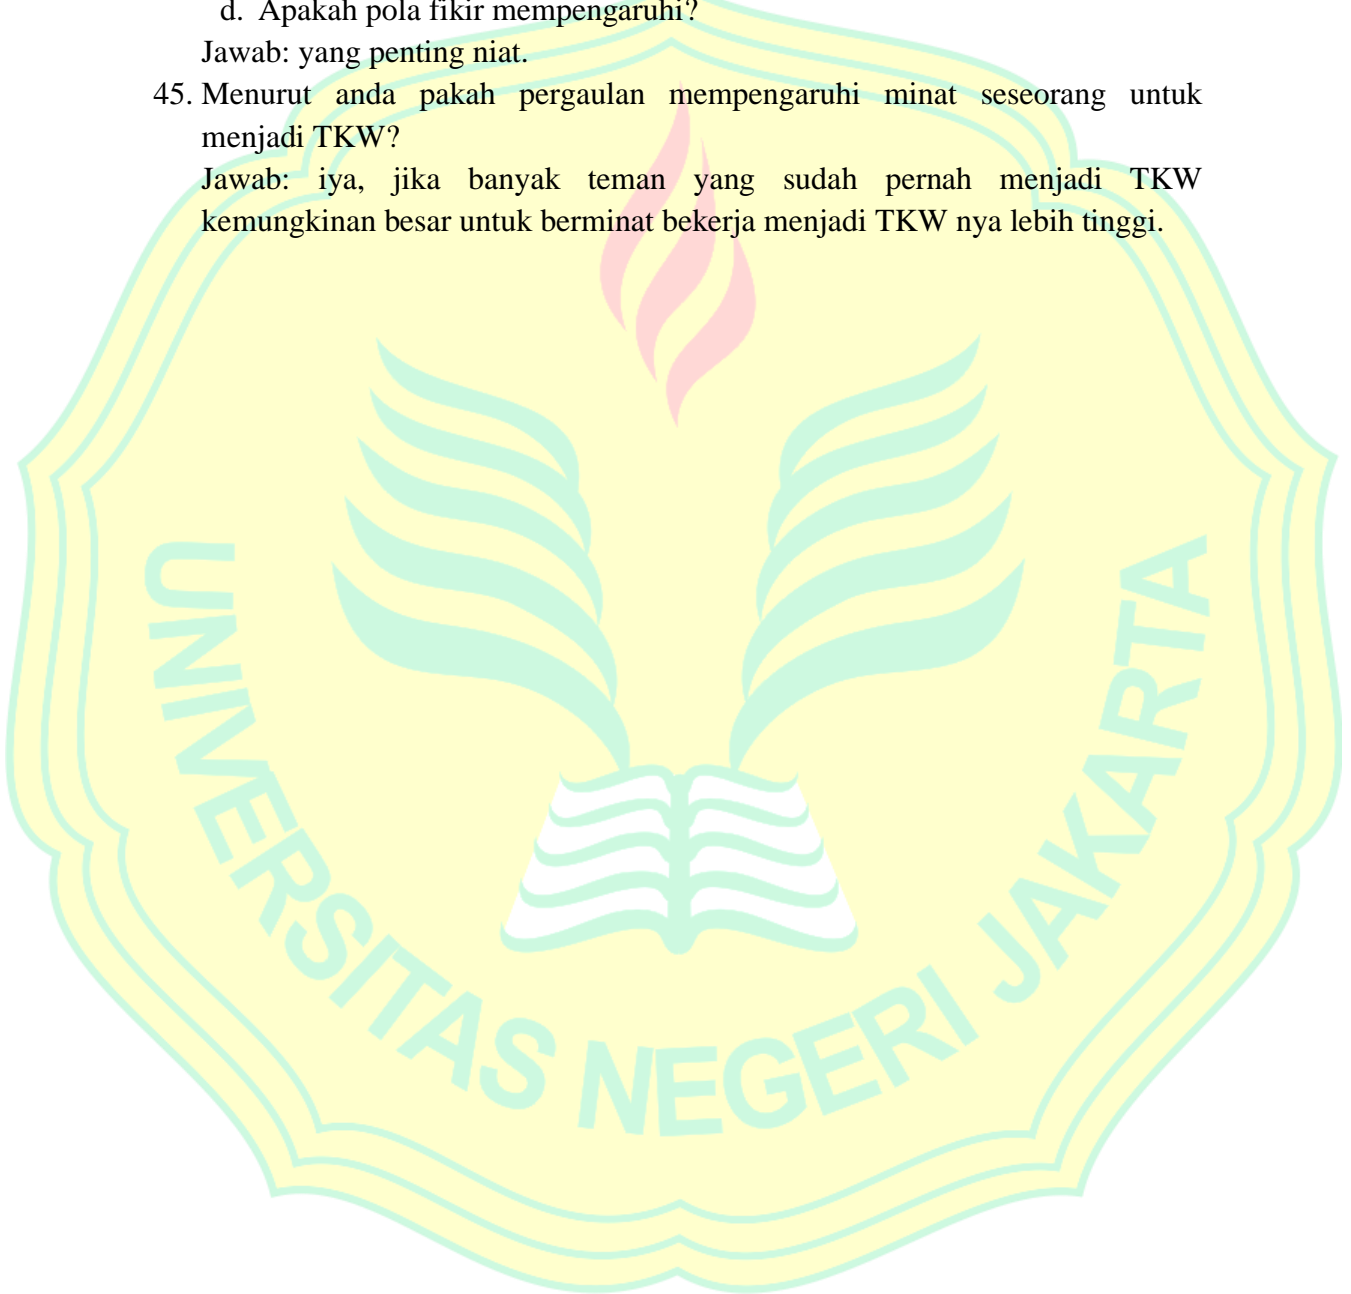 d. Apakah pola fikir mempengaruhi?
Jawab: yang penting niat.
45. Menurut anda pakah pergaulan mempengaruhi minat seseorang untuk
menjadi TKW?
Jawab: iya, jika banyak teman yang sudah pernah menjadi TKW
kemungkinan besar untuk berminat bekerja menjadi TKW nya lebih tinggi.
UNIVERSITAS NEGERI JAKARTA